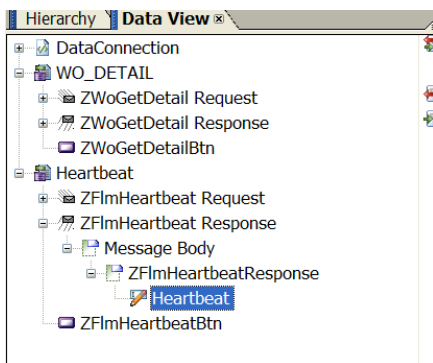 Hierarchy Data View
DataConnection
WO_DETAIL
ZWoGetDetail Request
ZWoGetDetail Response
ZWoGetDetailBtn
Heartbeat
ZFlmHeartbeat Request
ZFlmHeartbeat Response
Message Body
ZFlmHeartbeatResponse
Heartbeat
ZFlmHeartbeatBtn